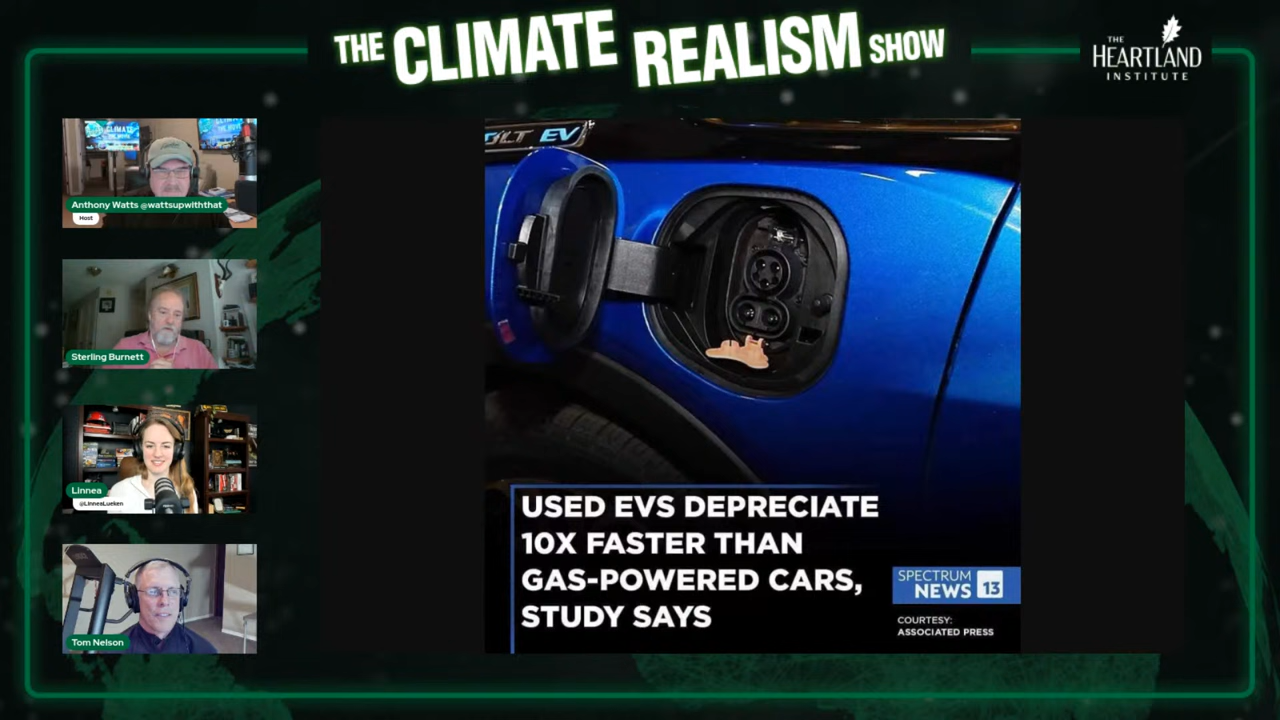 THE CLIMATE REALISM SHOW
THE
HEARTLAND
INSTITUTE
Anthony Watts @wattsupwiththat
Host
Sterling Burnett
Linnea
@LinneaLueken
Tom Nelson
EV
USED EVS DEPRECIATE
10X FASTER THAN
GAS-POWERED CARS,
STUDY SAYS
SPECTRUM
NEWS 13
COURTESY:
ASSOCIATED PRESS